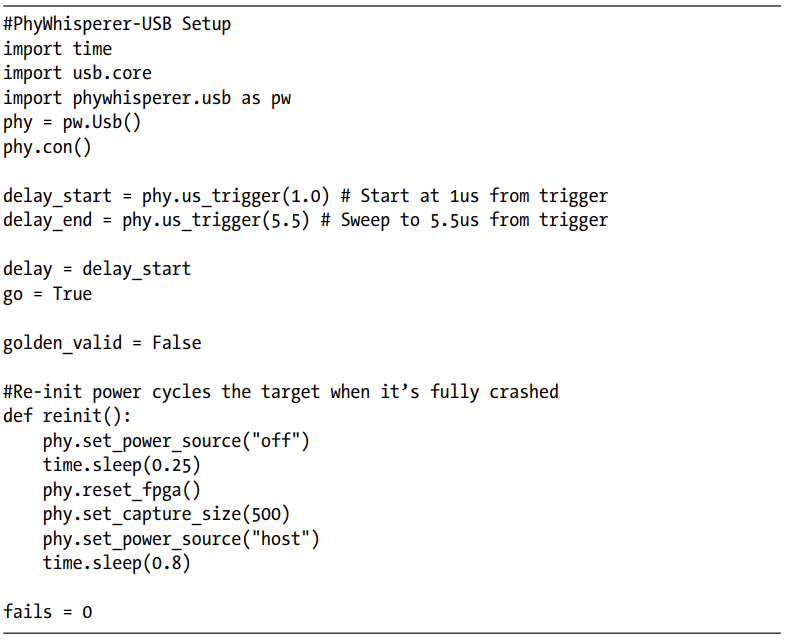 #PhyWhisperer-USB Setup
import time
import usb.core
import phywhisperer.usb as pw
phy = pw.Usb()
phy.con()

delay_start = phy.us_trigger(1.0) # Start at 1us from trigger
delay_end = phy.us_trigger(5.5) # Sweep to 5.5us from trigger

delay = delay_start
go = True

golden_valid = False

#Re-init power cycles the target when it’s fully crashed
def reinit():
    phy.set_power_source("off")
    time.sleep(0.25)
    phy.reset_fpga()
    phy.set_capture_size(500)
    phy.set_power_source("host")
    time.sleep(0.8)

fails = 0